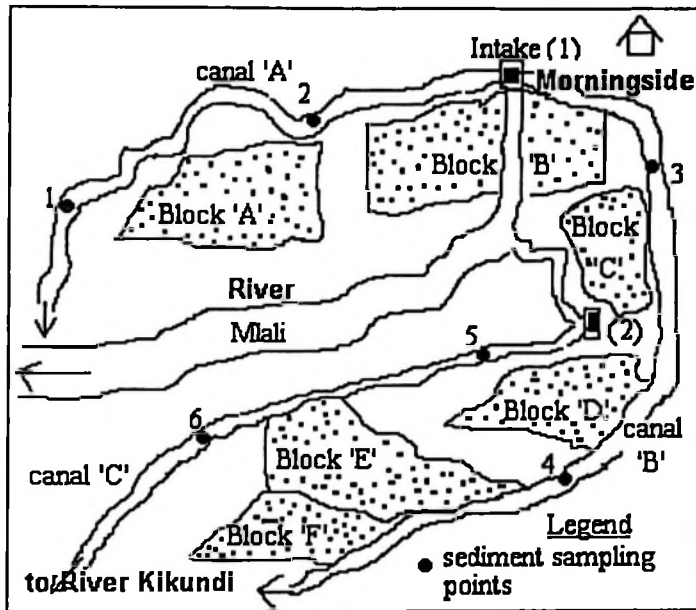 Intake (1)
Morningside
canal 'A'
2
3
1
Block 'A'
Block 'B'
Block
"C'
River
Mlali
(2)
5
6
Block 'D'
canal
'B'
canal 'C'
Block 'E'
4
Block 'F'
Legend
sediment sampling
points
to River Kikundi